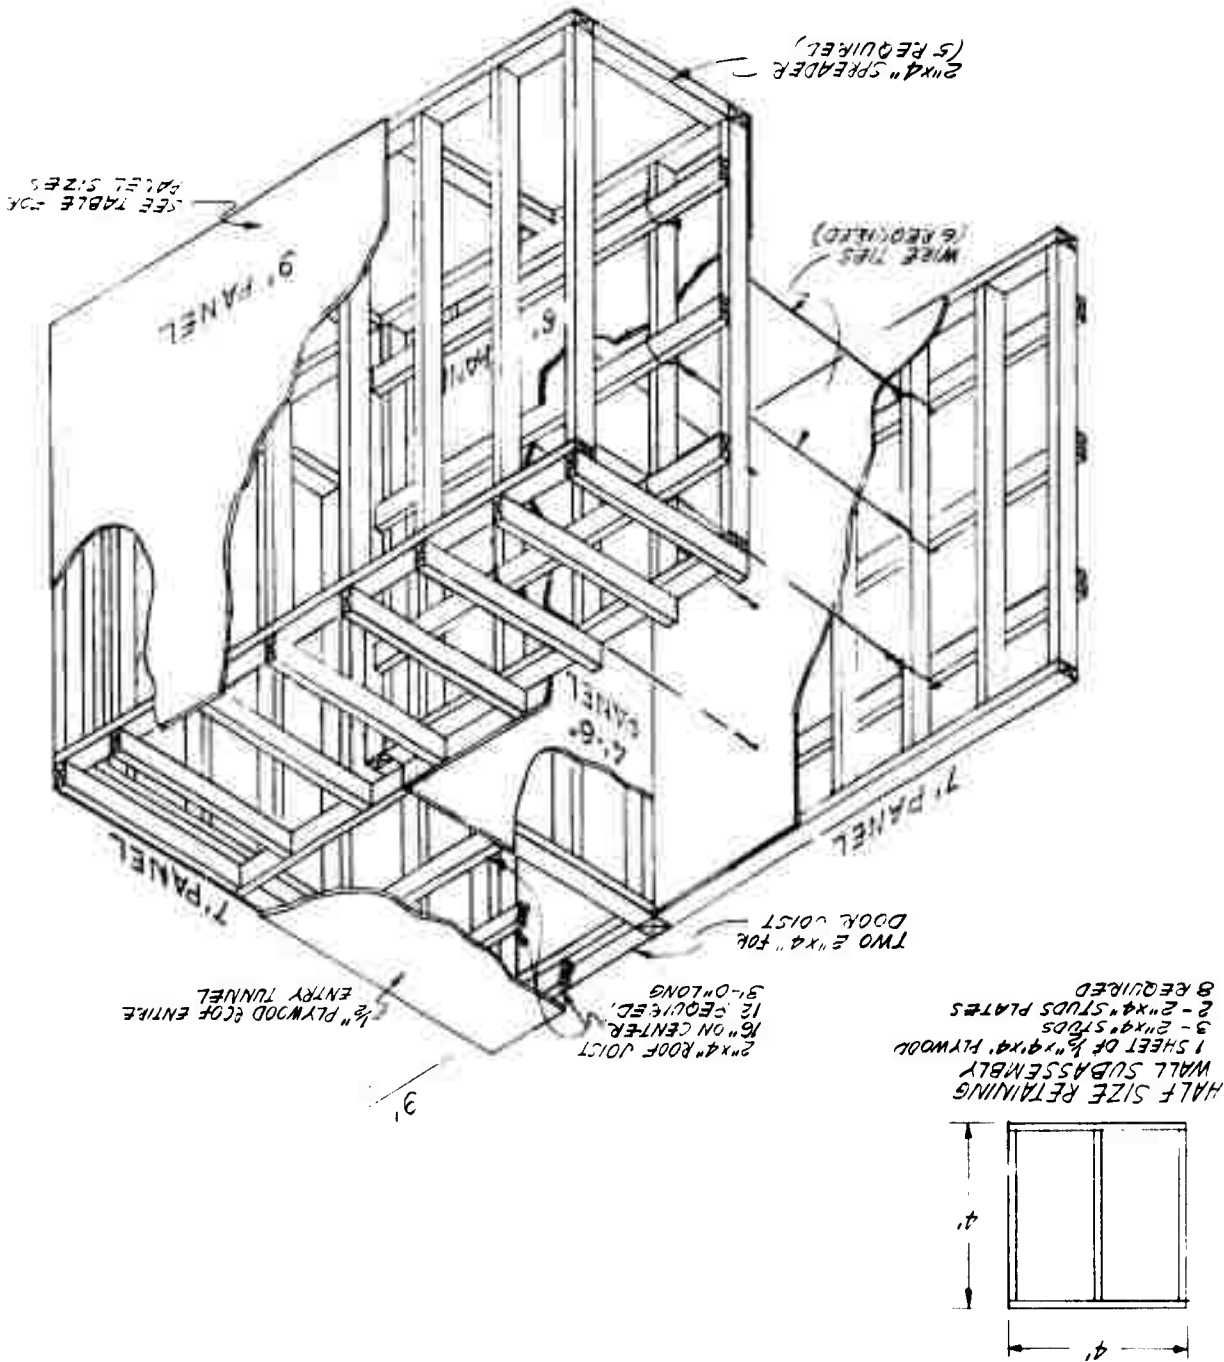 4'
4'
HALF SIZE RETAINING
WALL SUBASSEMBLY
1 SHEET OF ½"x4'x4' PLYWOOD
3 - 2"x4" STUDS
2 - 2"x4" STUDS PLATES
8 REQUIRED
3'
2"x4" ROOF JOIST
16" ON CENTER
12 REQUIRED,
3'-0" LONG
½" PLYWOOD ROOF ENTIRE
ENTRY TUNNEL
TWO 2"x4" FOR
DOOR JOIST
7' PANEL
7' PANEL
4'-6"
PANEL
PANEL
9' PANEL
WIRE TIES
(6 REQUIRED)
SEE TABLE FOR
PANEL SIZES
2"x4" SPREADER
(5 REQUIRED)